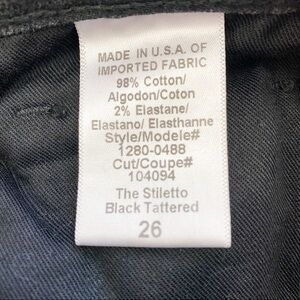 MADE IN U.S.A. OF
IMPORTED FABRIC
98% Cotton/
Algodon/Coton
2% Elastane/
Elastano/ Elasthanne
Style/Modele#
1280-0488
Cut/Coupe#
104094
The Stiletto
Black Tattered
26